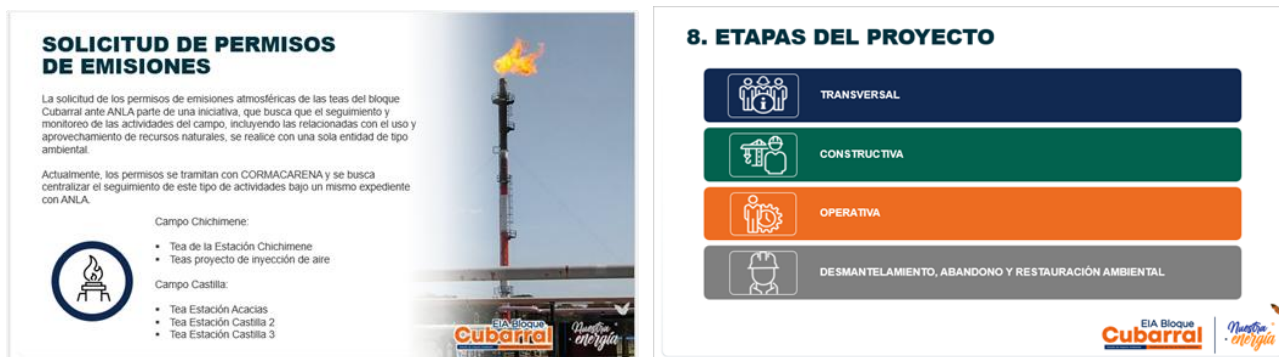 SOLICITUD DE PERMISOS
DE EMISIONES
La solicitud de los permisos de emisiones atmosféricas de las teas del bloque
Cubarral ante ANLA parte de una iniciativa, que busca que el seguimiento y
monitoreo de las actividades del campo, incluyendo las relacionadas con el uso y
aprovechamiento de recursos naturales, se realice con una sola entidad de tipo
ambiental.
Actualmente, los permisos se tramitan con CORMACARENA y se busca
centralizar el seguimiento de este tipo de actividades bajo un mismo expediente
con ANLA.
Campo Chichimene:
• Tea de la Estación Chichimene
• Teas proyecto de inyección de aire
Campo Castilla:
• Tea Estación Acacias
• Tea Estación Castilla 2
• Tea Estación Castilla 3
EIA Bloque
Cubarral
Nuestra
energía
8. ETAPAS DEL PROYECTO
TRANSVERSAL
CONSTRUCTIVA
OPERATIVA
DESMANTELAMIENTO, ABANDONO Y RESTAURACIÓN AMBIENTAL
EIA Bloque
Cubarral
Nuestra
energía